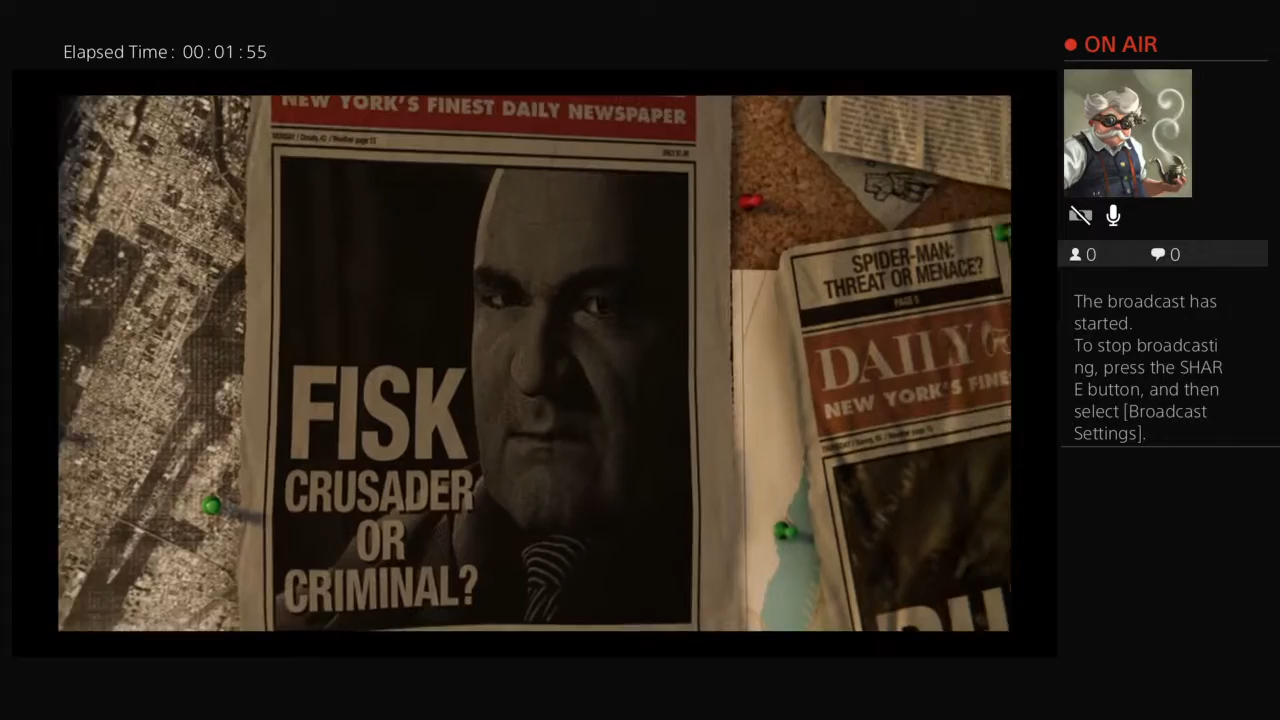 Elapsed Time: 00:01:55
ON AIR
0
0
The broadcast has
started.
To stop broadcasti
ng, press the SHAR
E button, and then
select [Broadcast
Settings].
NEW YORK'S FINEST DAILY NEWSPAPER
FISK
CRUSADER
OR
CRIMINAL?
SPIDER-MAN:
THREAT OR MENACE?
PAGE 5
DAILY
NEW YORK'S FINE